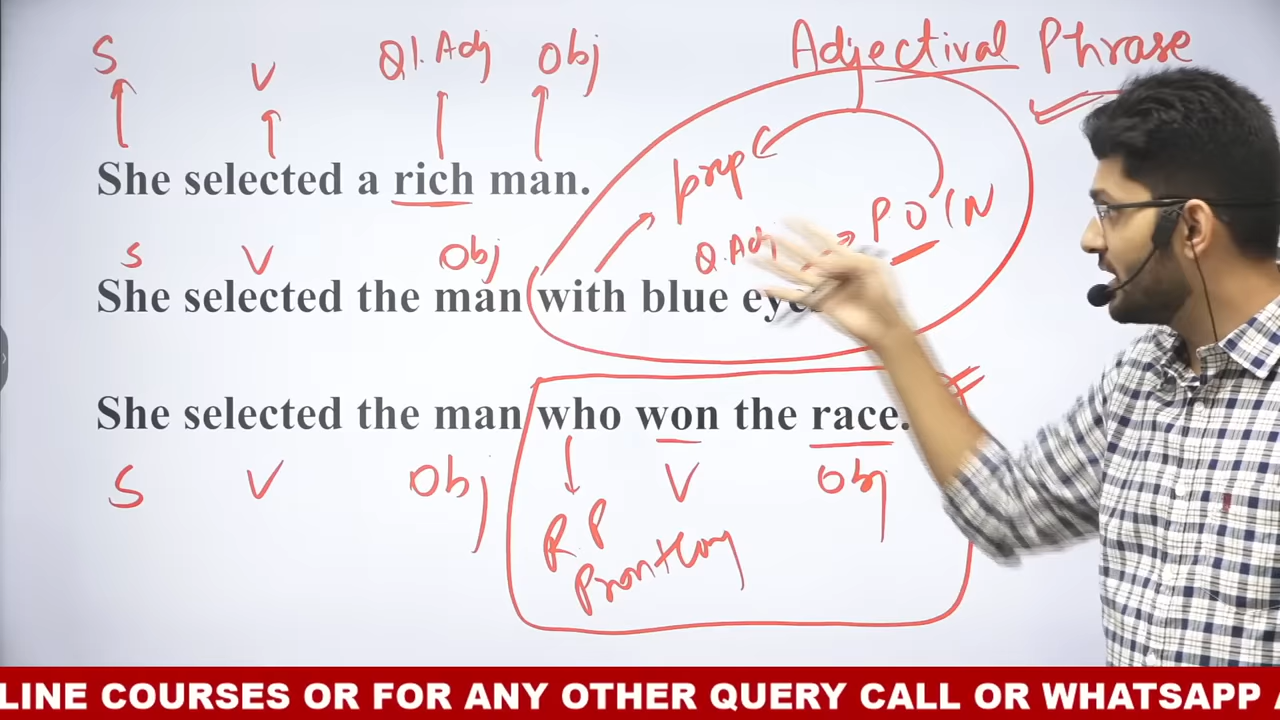 Adjectival Phrase
S V Ql.Adj Obj
She selected a rich man.
prep
P O (N
Q.Adj
S V Obj
She selected the man with blue eyes
She selected the man who won the race.
S V Obj V Obj
R P
Pron+Conj
LINE COURSES OR FOR ANY OTHER QUERY CALL OR WHATSAPP